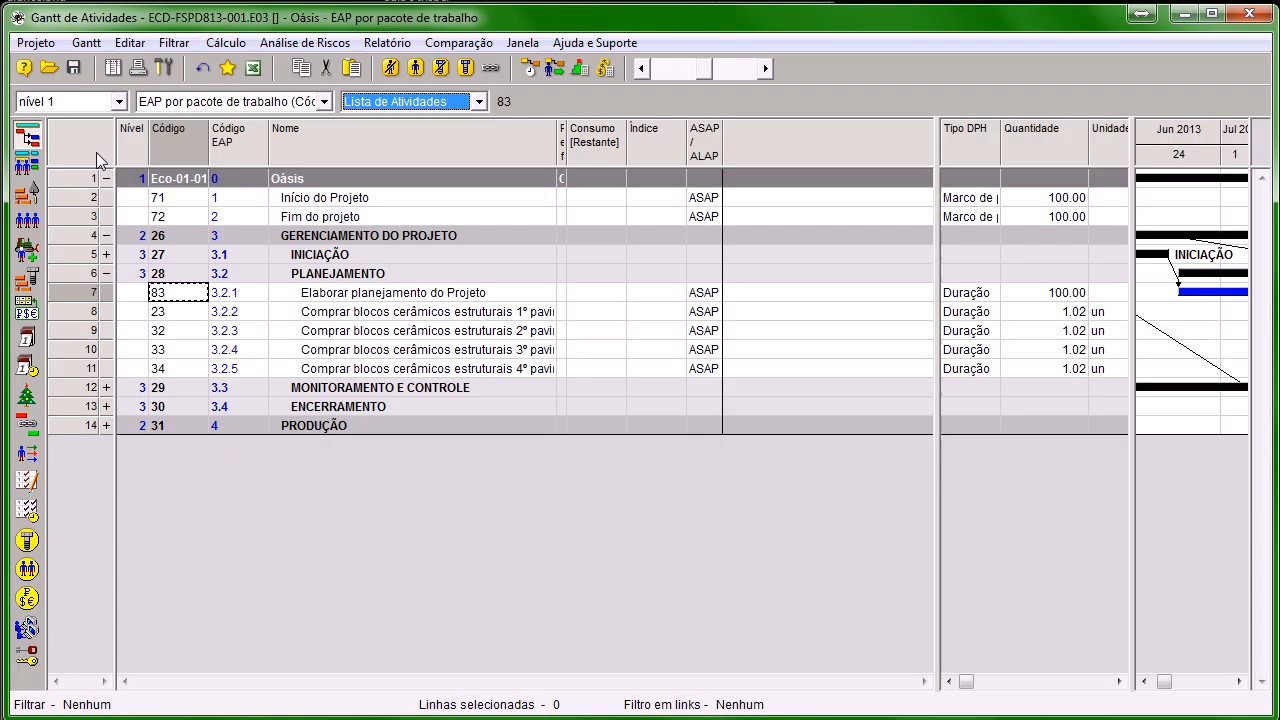 Gantt de Atividades - ECD-FSPD813-001.E03 [] - Oásis - EAP por pacote de trabalho
Projeto Gantt Editar Filtrar Cálculo Análise de Riscos Relatório Comparação Janela Ajuda e Suporte
nível 1 EAP por pacote de trabalho (Cóc Lista de Atividades 83
Nível Código Código EAP Nome P e f Consumo [Restante] Índice ASAP / ALAP Tipo DPH Quantidade Unidade Jun 2013 Jul 20
24 1
1 − 1 Eco-01-01 0 Oásis
2 71 1 Início do Projeto ASAP Marco de 100.00
3 72 2 Fim do projeto ASAP Marco de 100.00
4 − 2 26 3 GERENCIAMENTO DO PROJETO
5 + 3 27 3.1 INICIAÇÃO INICIAÇÃO
6 − 3 28 3.2 PLANEJAMENTO
7 83 3.2.1 Elaborar planejamento do Projeto ASAP Duração 100.00
8 23 3.2.2 Comprar blocos cerâmicos estruturais 1º pavi ASAP Duração 1.02 un
9 32 3.2.3 Comprar blocos cerâmicos estruturais 2º pavi ASAP Duração 1.02 un
10 33 3.2.4 Comprar blocos cerâmicos estruturais 3º pavi ASAP Duração 1.02 un
11 34 3.2.5 Comprar blocos cerâmicos estruturais 4º pavi ASAP Duração 1.02 un
12 + 3 29 3.3 MONITORAMENTO E CONTROLE
13 + 3 30 3.4 ENCERRAMENTO
14 + 2 31 4 PRODUÇÃO
Filtrar - Nenhum Linhas selecionadas - 0 Filtro em links - Nenhum